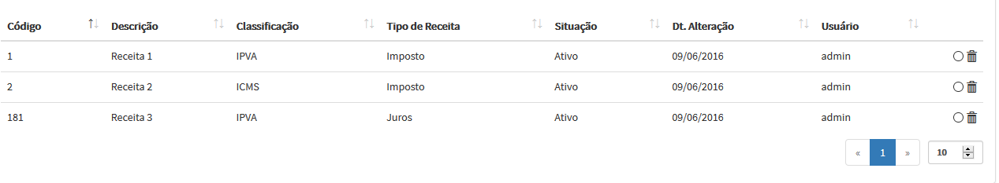 Código Descrição Classificação Tipo de Receita Situação Dt. Alteração Usuário
1 Receita 1 IPVA Imposto Ativo 09/06/2016 admin
2 Receita 2 ICMS Imposto Ativo 09/06/2016 admin
181 Receita 3 IPVA Juros Ativo 09/06/2016 admin
« 1 » 10